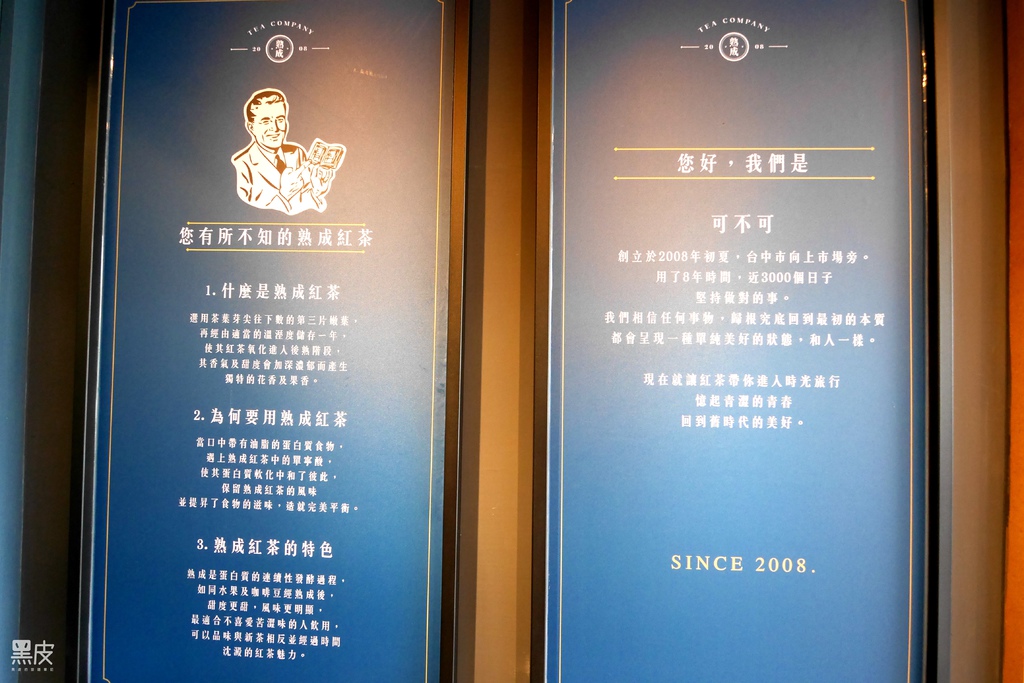 TEA COMPANY
20 熟成 08
您有所不知的熟成紅茶
1. 什麼是熟成紅茶
選用茶葉芽尖往下數的第三片嫩葉，
再經由適當的溫溼度儲存一年，
使其紅茶氧化進入後熟階段，
其香氣及甜度會加深濃郁而產生
獨特的花香及果香。
2. 為何要用熟成紅茶
當口中帶有油脂的蛋白質食物，
遇上熟成紅茶中的單寧酸，
使其蛋白質軟化中和了彼此，
保留熟成紅茶的風味
並提昇了食物的滋味，造就完美平衡。
3. 熟成紅茶的特色
熟成是蛋白質的連續性發酵過程，
如同水果及咖啡豆經熟成後，
甜度更甜，風味更明顯，
最適合不喜愛苦澀味的人飲用，
可以品味與新茶相反並經過時間
沈澱的紅茶魅力。
TEA COMPANY
20 熟成 08
您好，我們是
可不可
創立於2008年初夏，台中市向上市場旁。
用了8年時間，近3000個日子
堅持做對的事。
我們相信任何事物，歸根究底回到最初的本質
都會呈現一種單純美好的狀態，和人一樣。
現在就讓紅茶帶你進入時光旅行
憶起青澀的青春
回到舊時代的美好。
SINCE 2008.
黑皮